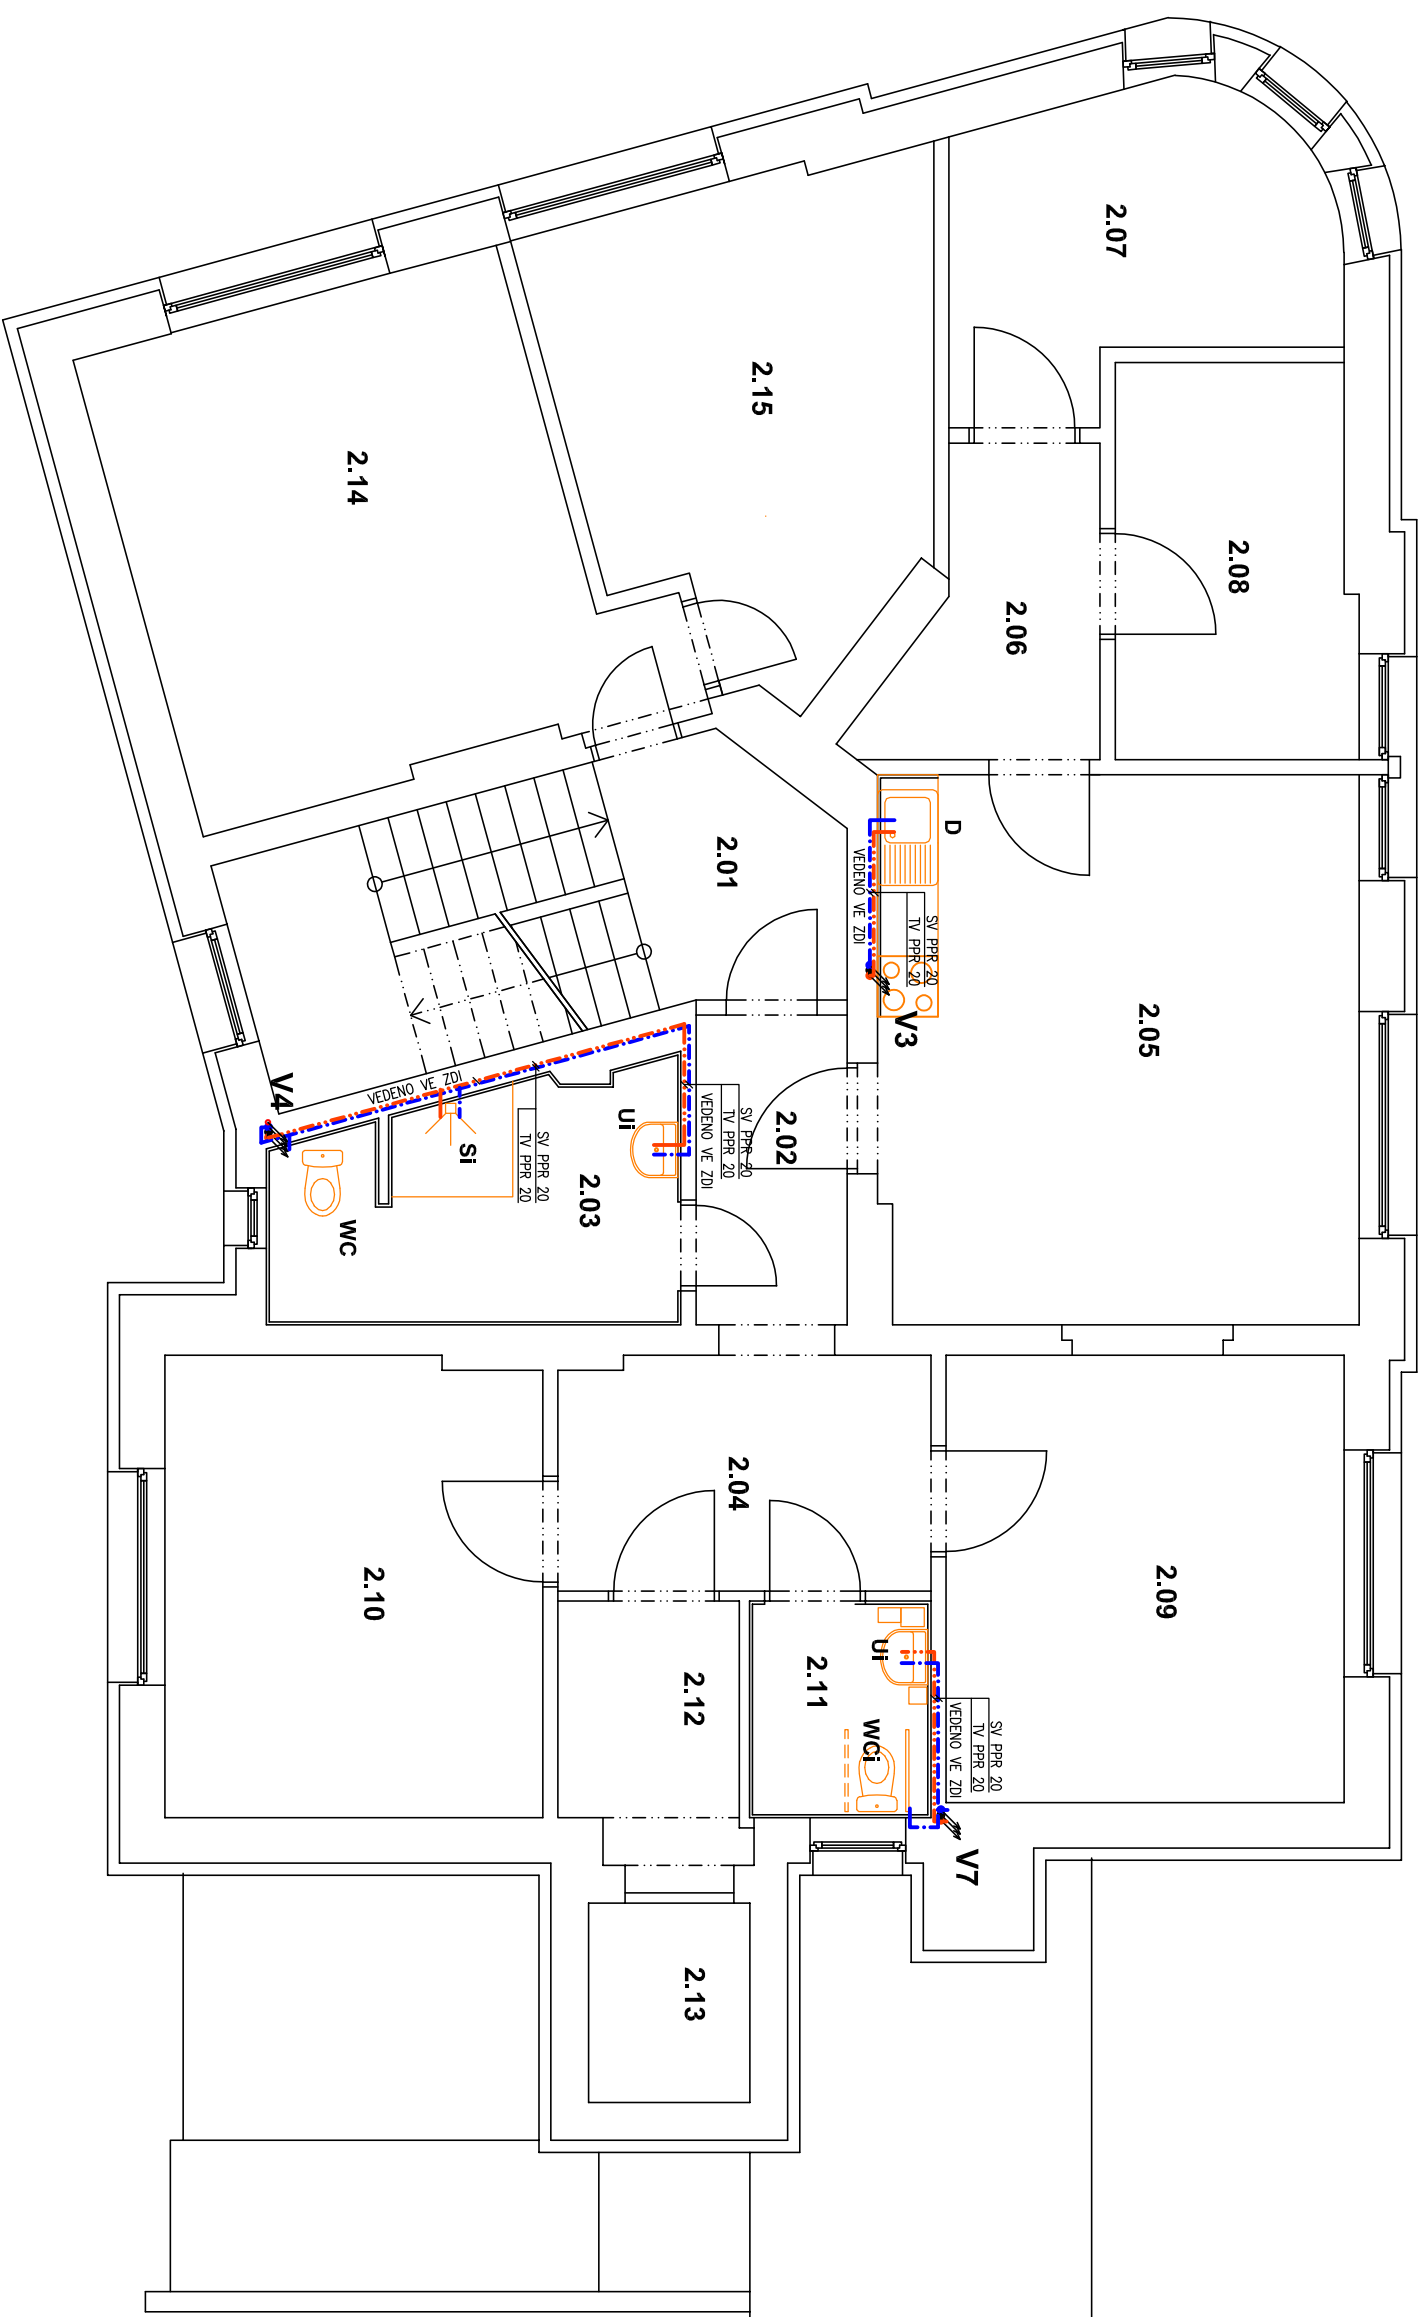 2.07
2.15
2.14
2.08
2.06
D
2.01
VEDENO VE ZDI
SV PPR 20
TV PPR 20
V3
2.05
V4
VEDENO VE ZDI
Ui
SV PPR 20
TV PPR 20
VEDENO VE ZDI
2.02
Si
SV PPR 20
TV PPR 20
2.03
WC
2.04
2.10
2.09
Ui
2.11
2.12
WCi
SV PPR 20
TV PPR 20
VEDENO VE ZDI
V7
2.13